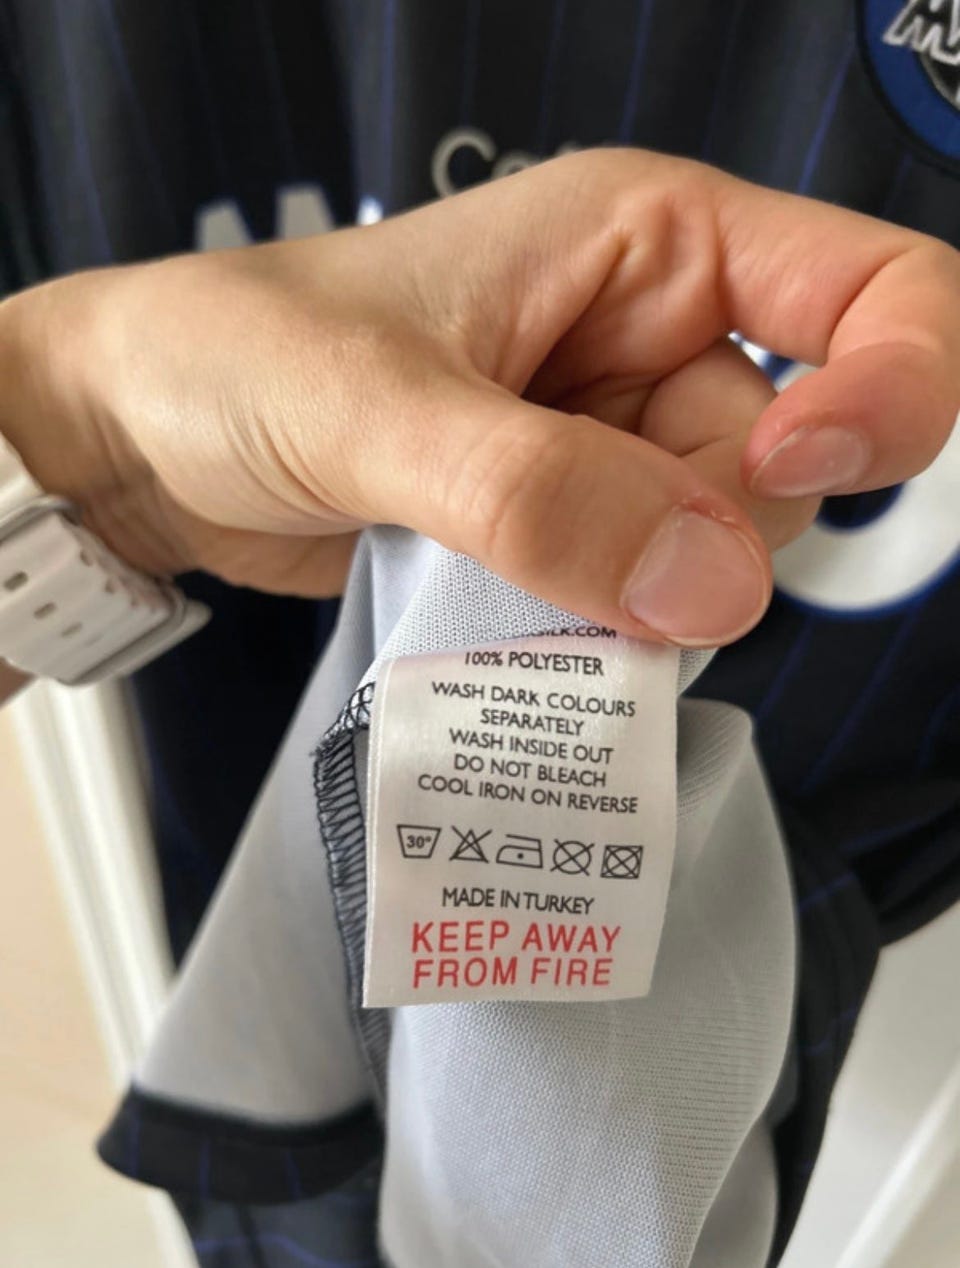 100% POLYESTER
WASH DARK COLOURS
SEPARATELY
WASH INSIDE OUT
DO NOT BLEACH
COOL IRON ON REVERSE
30°
MADE IN TURKEY
KEEP AWAY
FROM FIRE